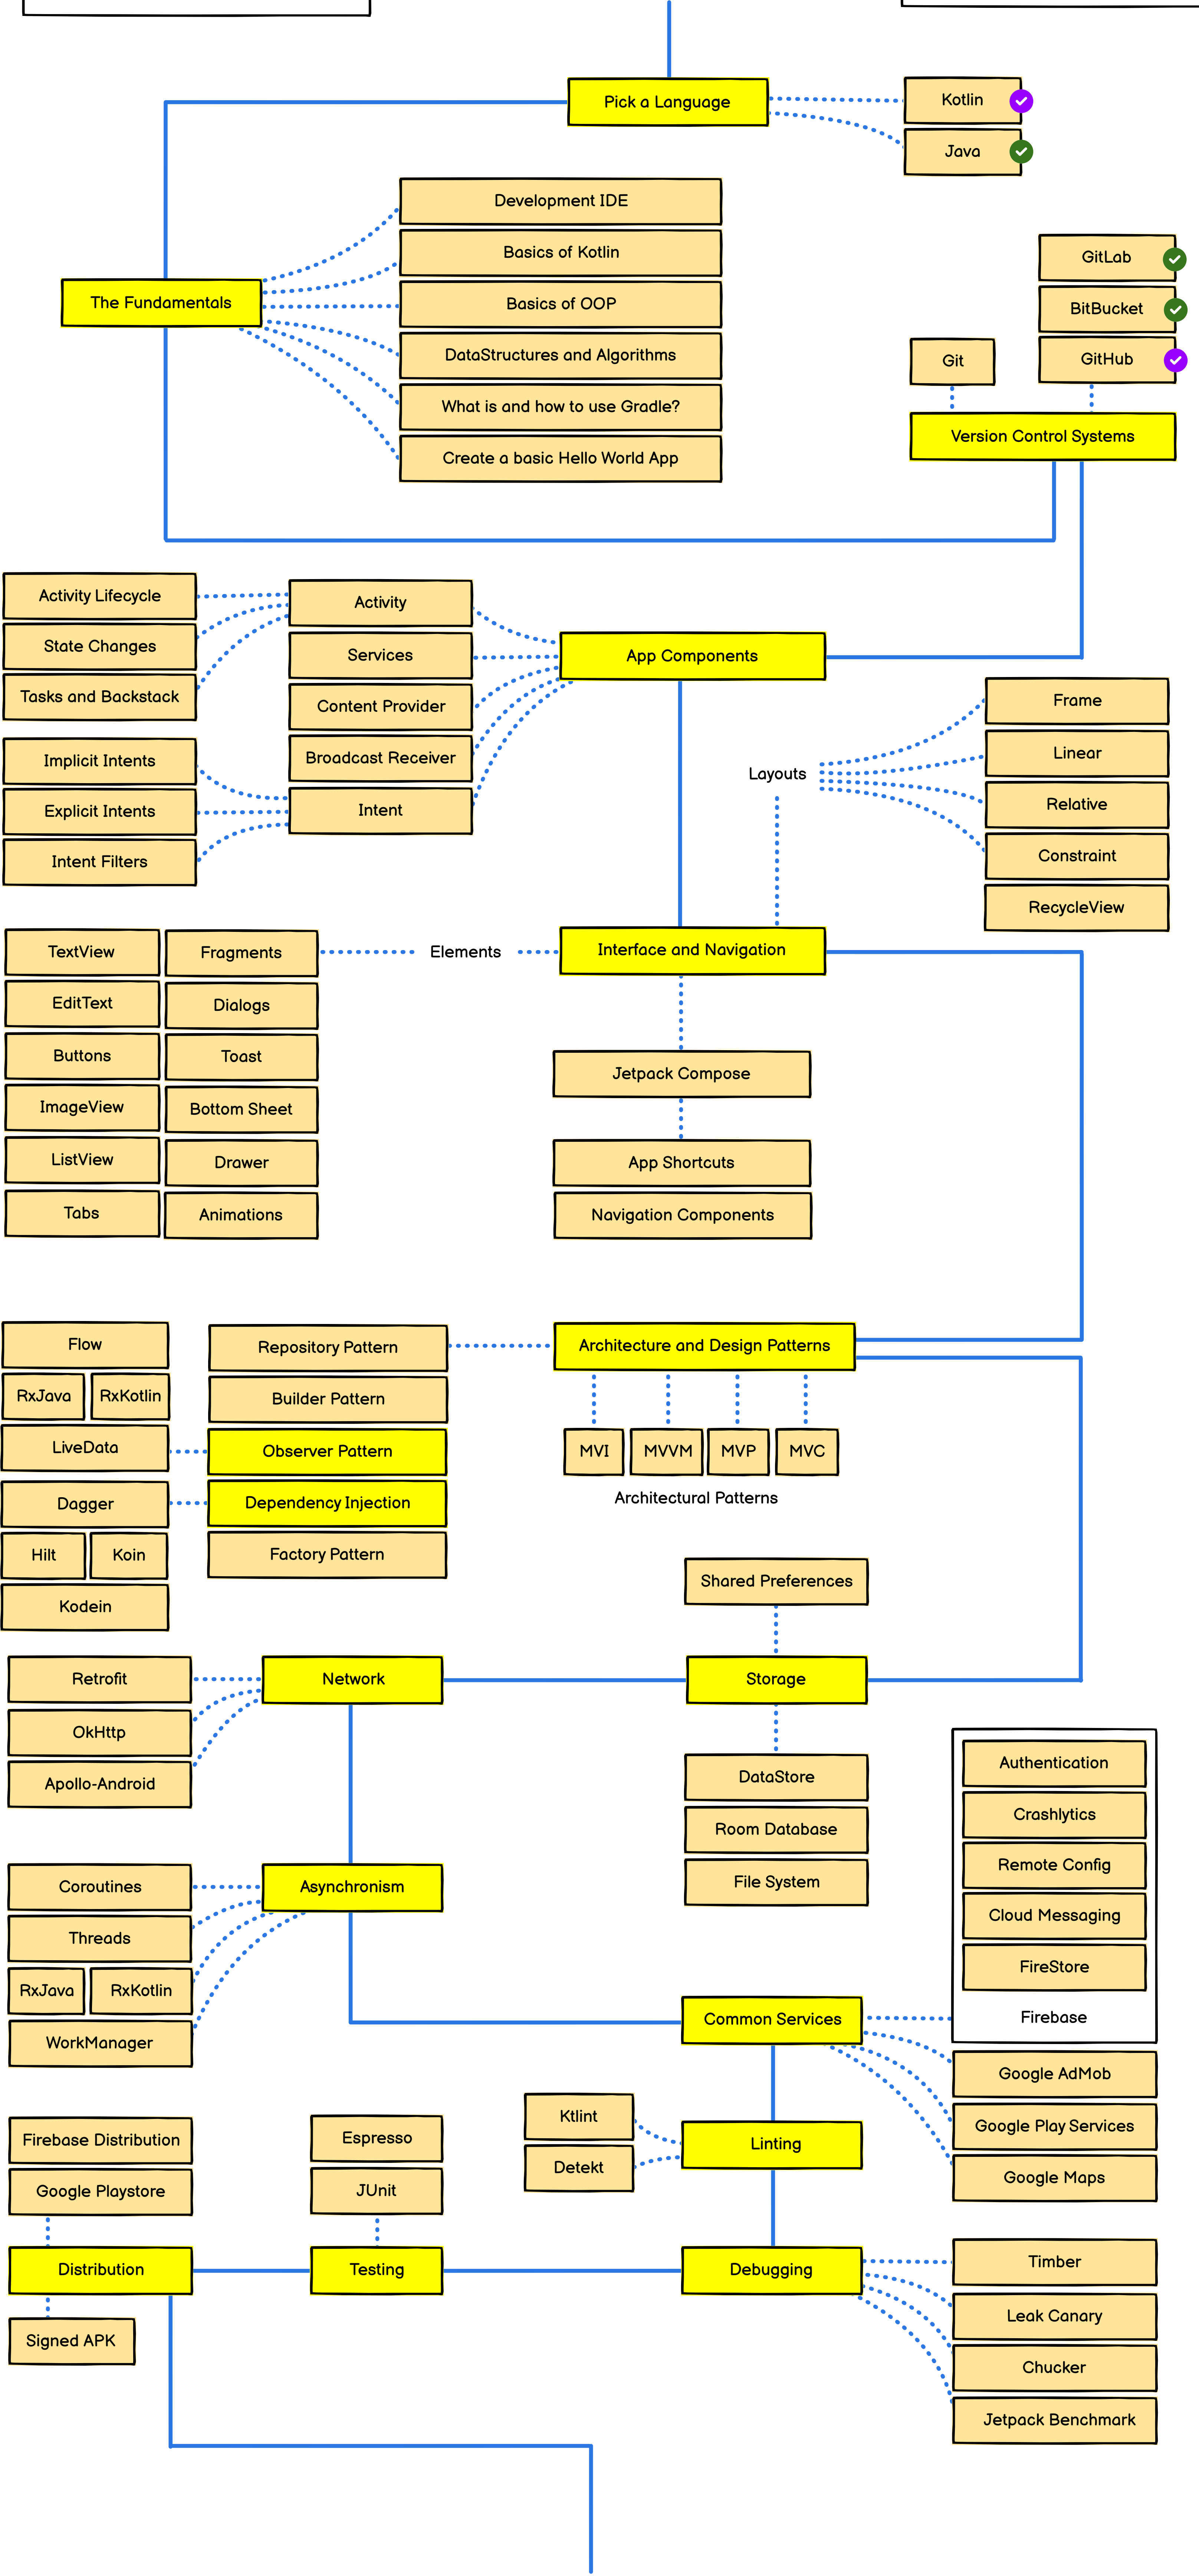 Pick a Language
Kotlin
Java
Development IDE
Basics of Kotlin
Basics of OOP
DataStructures and Algorithms
What is and how to use Gradle?
Create a basic Hello World App
The Fundamentals
GitLab
BitBucket
GitHub
Git
Version Control Systems
Activity Lifecycle
State Changes
Tasks and Backstack
Implicit Intents
Explicit Intents
Intent Filters
Activity
Services
Content Provider
Broadcast Receiver
Intent
App Components
Layouts
Frame
Linear
Relative
Constraint
RecycleView
TextView
EditText
Buttons
ImageView
ListView
Tabs
Fragments
Dialogs
Toast
Bottom Sheet
Drawer
Animations
Elements
Interface and Navigation
Jetpack Compose
App Shortcuts
Navigation Components
Flow
RxJava
RxKotlin
LiveData
Dagger
Hilt
Koin
Kodein
Repository Pattern
Builder Pattern
Observer Pattern
Dependency Injection
Factory Pattern
Architecture and Design Patterns
MVI
MVVM
MVP
MVC
Architectural Patterns
Shared Preferences
Storage
DataStore
Room Database
File System
Network
Retrofit
OkHttp
Apollo-Android
Asynchronism
Coroutines
Threads
RxJava
RxKotlin
WorkManager
Authentication
Crashlytics
Remote Config
Cloud Messaging
FireStore
Firebase
Common Services
Google AdMob
Google Play Services
Google Maps
Ktlint
Detekt
Linting
Firebase Distribution
Google Playstore
Espresso
JUnit
Distribution
Testing
Debugging
Signed APK
Timber
Leak Canary
Chucker
Jetpack Benchmark